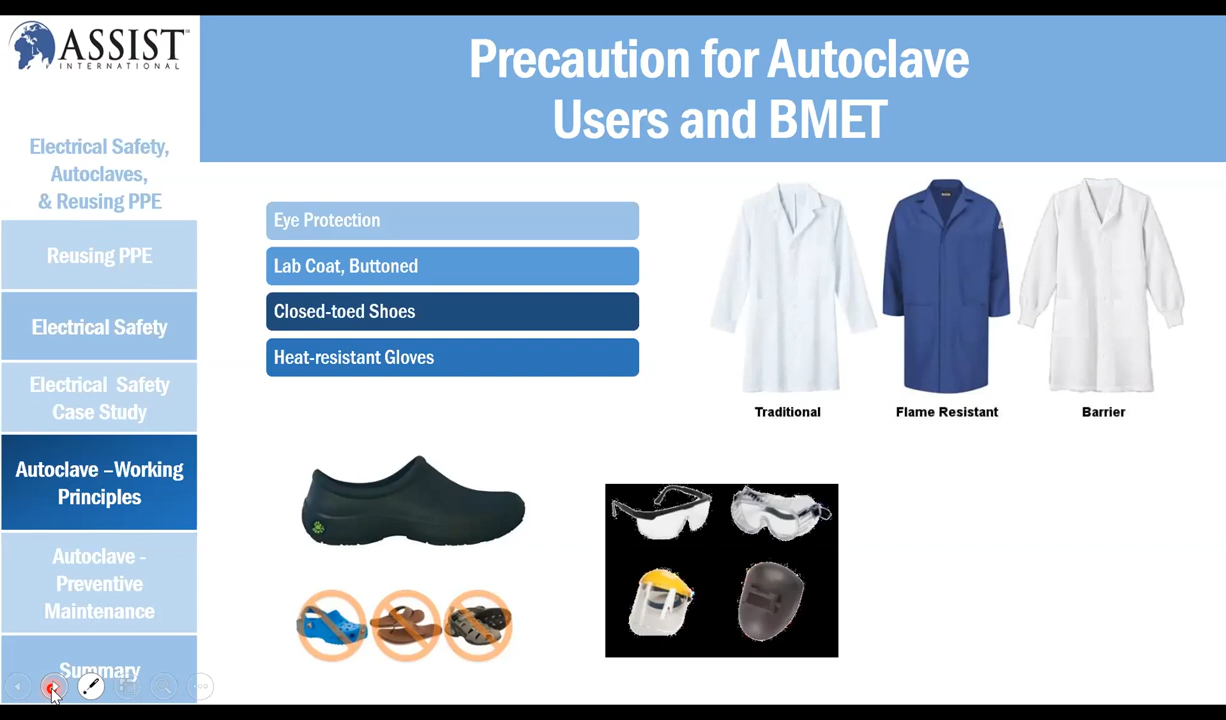 ASSIST
INTERNATIONAL
Precaution for Autoclave
Users and BMET
Electrical Safety,
Autoclaves,
& Reusing PPE
Reusing PPE
Electrical Safety
Electrical Safety
Case Study
Autoclave –Working
Principles
Autoclave -
Preventive
Maintenance
Summary
Eye Protection
Lab Coat, Buttoned
Closed-toed Shoes
Heat-resistant Gloves
Traditional
Flame Resistant
Barrier